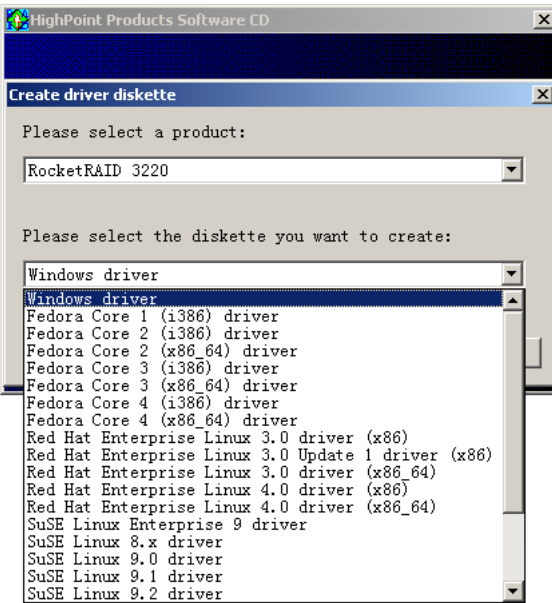 HighPoint Products Software CD
Create driver diskette
Please select a product:
RocketRAID 3220
Please select the diskette you want to create:
Windows driver
Windows driver
Fedora Core 1 (i386) driver
Fedora Core 2 (i386) driver
Fedora Core 2 (x86_64) driver
Fedora Core 3 (i386) driver
Fedora Core 3 (x86_64) driver
Fedora Core 4 (i386) driver
Fedora Core 4 (x86_64) driver
Red Hat Enterprise Linux 3.0 driver (x86)
Red Hat Enterprise Linux 3.0 Update 1 driver (x86)
Red Hat Enterprise Linux 3.0 driver (x86_64)
Red Hat Enterprise Linux 4.0 driver (x86)
Red Hat Enterprise Linux 4.0 driver (x86_64)
SuSE Linux Enterprise 9 driver
SuSE Linux 8.x driver
SuSE Linux 9.0 driver
SuSE Linux 9.1 driver
SuSE Linux 9.2 driver